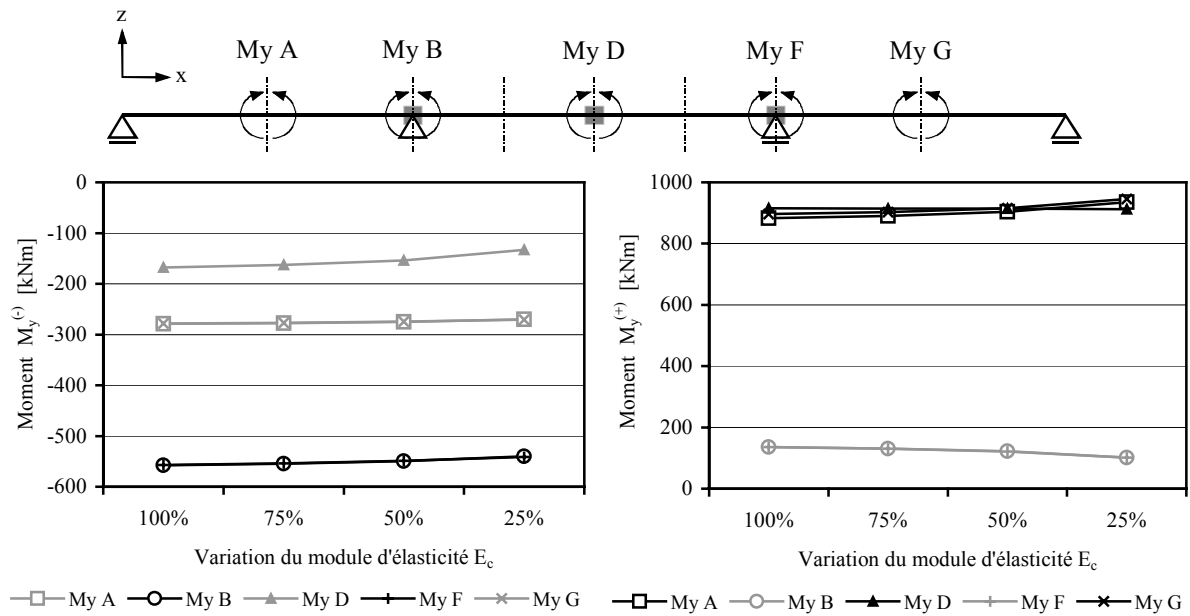 z
x
My A My B My D My F My G
Moment My(-) [kNm]
0
-100
-200
-300
-400
-500
-600
100% 75% 50% 25%
Variation du module d'élasticité Ec
My A My B My D My F My G
Moment My(+) [kNm]
1000
800
600
400
200
0
100% 75% 50% 25%
Variation du module d'élasticité Ec
My A My B My D My F My G